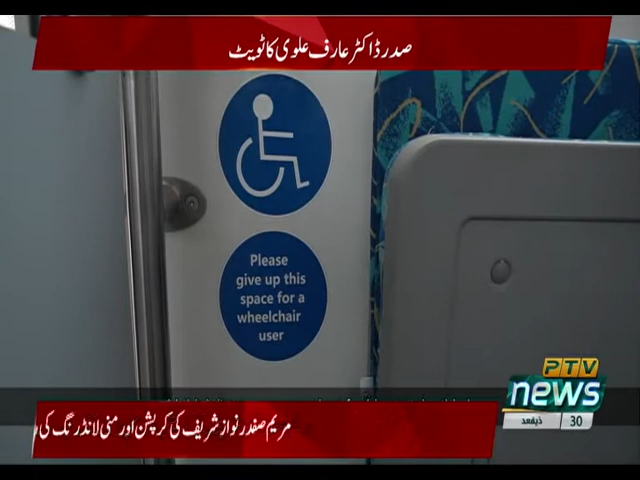 صدر ڈاکٹر عارف علوی کا ٹویٹ
Please
give up this
space for a
wheelchair
user
PTV
news
ذیقعد 30
مریم صفدر نواز شریف کی کرپشن اور منی لانڈرنگ کی